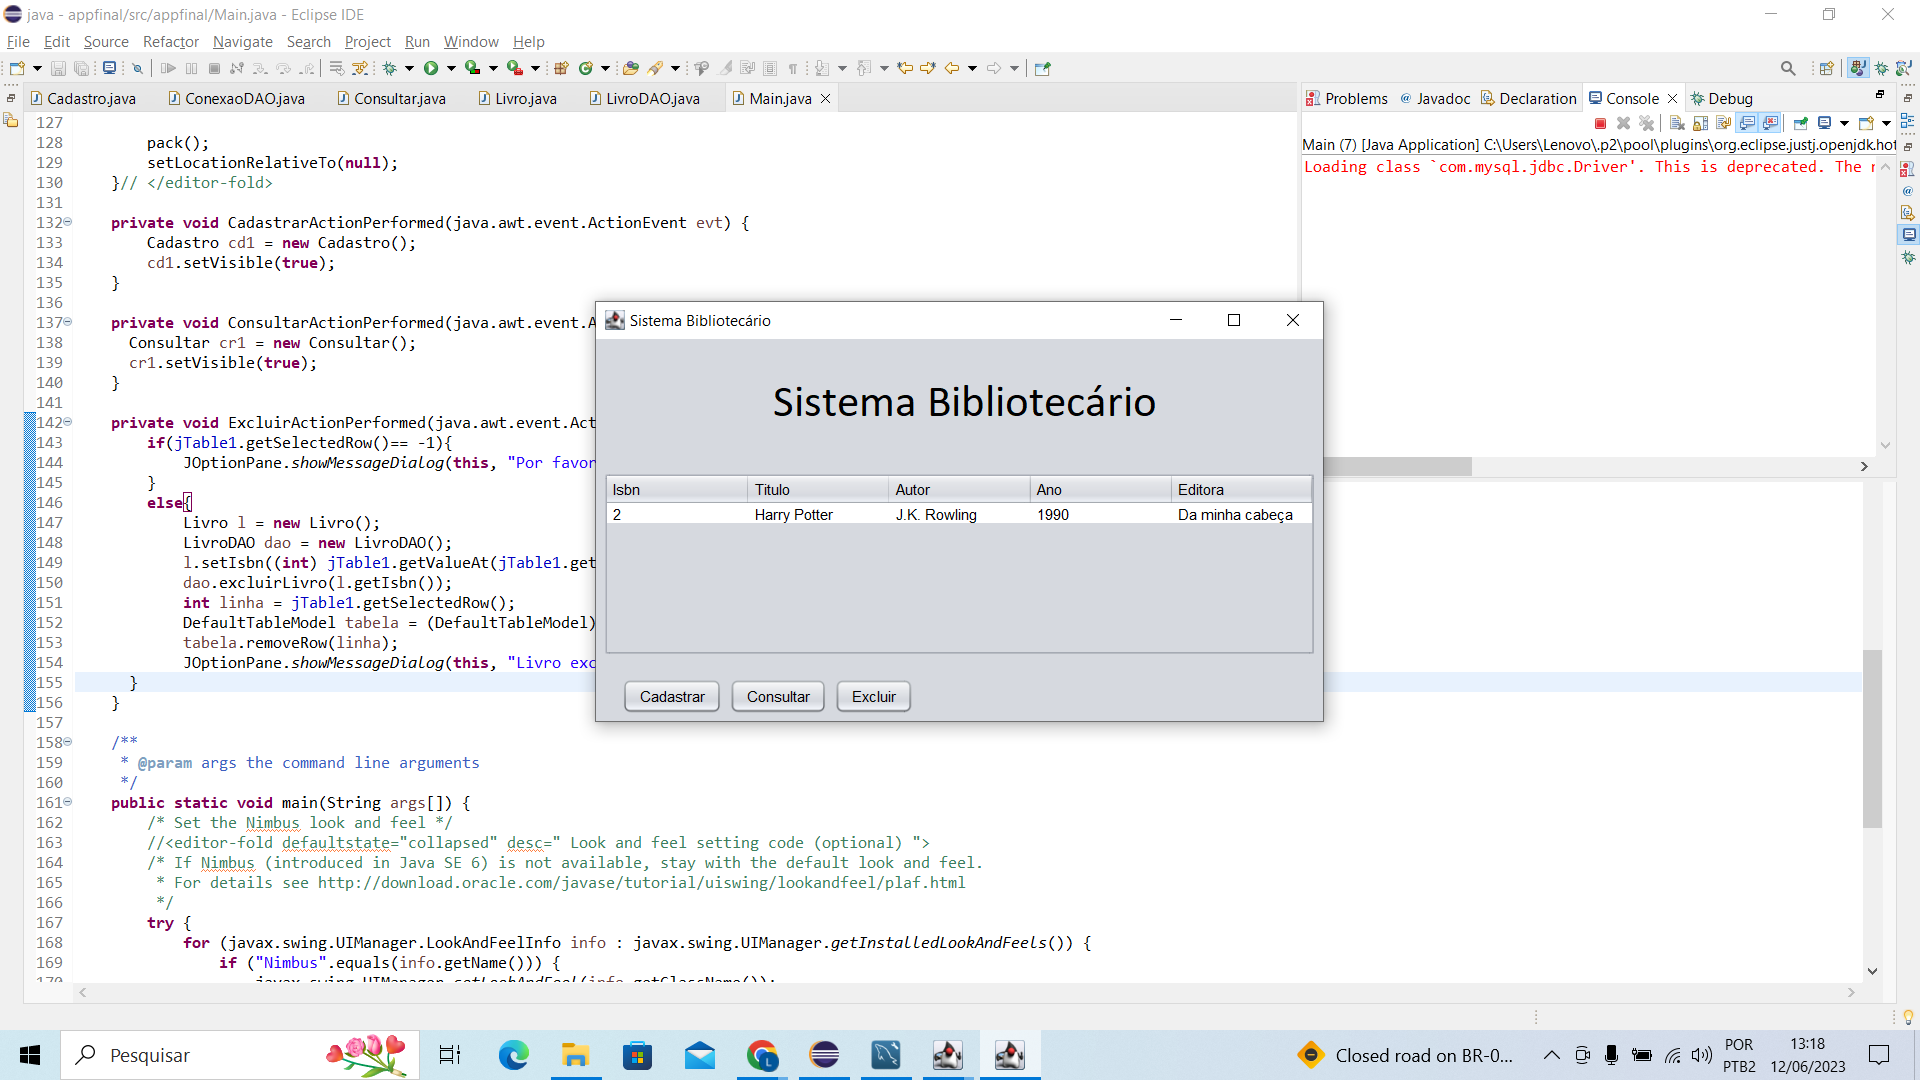 java - appfinal/src/appfinal/Main.java - Eclipse IDE
File Edit Source Refactor Navigate Search Project Run Window Help
Cadastro.java ConexaoDAO.java Consultar.java Livro.java LivroDAO.java Main.java
Problems Javadoc Declaration Console Debug
Main (7) [Java Application] C:\Users\Lenovo\.p2\pool\plugins\org.eclipse.justj.openjdk.hot
Loading class `com.mysql.jdbc.Driver'. This is deprecated. The
127
128 pack();
129 setLocationRelativeTo(null);
130 }// </editor-fold>
131
132 private void CadastrarActionPerformed(java.awt.event.ActionEvent evt) {
133 Cadastro cd1 = new Cadastro();
134 cd1.setVisible(true);
135 }
136
137 private void ConsultarActionPerformed(java.awt.event.A
138 Consultar cr1 = new Consultar();
139 cr1.setVisible(true);
140 }
141
142 private void ExcluirActionPerformed(java.awt.event.Act
143 if(jTable1.getSelectedRow()== -1){
144 JOptionPane.showMessageDialog(this, "Por favor
145 }
146 else{
147 Livro l = new Livro();
148 LivroDAO dao = new LivroDAO();
149 l.setIsbn((int) jTable1.getValueAt(jTable1.get
150 dao.excluirLivro(l.getIsbn());
151 int linha = jTable1.getSelectedRow();
152 DefaultTableModel tabela = (DefaultTableModel)
153 tabela.removeRow(linha);
154 JOptionPane.showMessageDialog(this, "Livro exc
155 }
156 }
157
158 /**
159 * @param args the command line arguments
160 */
161 public static void main(String args[]) {
162 /* Set the Nimbus look and feel */
163 //<editor-fold defaultstate="collapsed" desc=" Look and feel setting code (optional) ">
164 /* If Nimbus (introduced in Java SE 6) is not available, stay with the default look and feel.
165 * For details see http://download.oracle.com/javase/tutorial/uiswing/lookandfeel/plaf.html
166 */
167 try {
168 for (javax.swing.UIManager.LookAndFeelInfo info : javax.swing.UIManager.getInstalledLookAndFeels()) {
169 if ("Nimbus".equals(info.getName())) {
170 javax.swing.UIManager.setLookAndFeel(info.getClassName());
Sistema Bibliotecário
Sistema Bibliotecário
Isbn Titulo Autor Ano Editora
2 Harry Potter J.K. Rowling 1990 Da minha cabeça
Cadastrar Consultar Excluir
Pesquisar
Closed road on BR-0...
POR
PTB2
13:18
12/06/2023